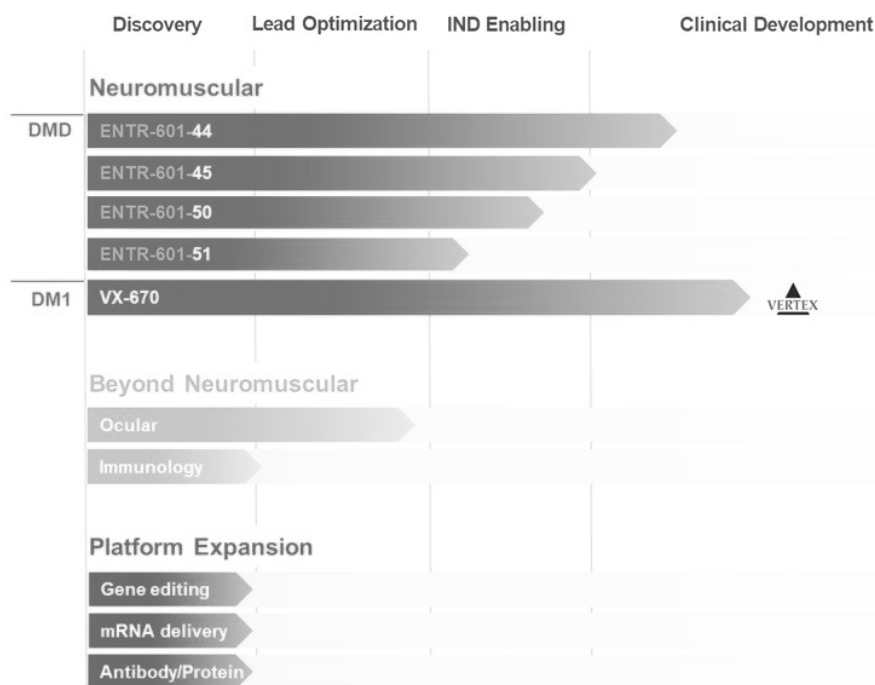 Discovery Lead Optimization IND Enabling Clinical Development
Neuromuscular
DMD ENTR-601-44
ENTR-601-45
ENTR-601-50
ENTR-601-51
DM1 VX-670 VERTEX
Beyond Neuromuscular
Ocular
Immunology
Platform Expansion
Gene editing
mRNA delivery
Antibody/Protein